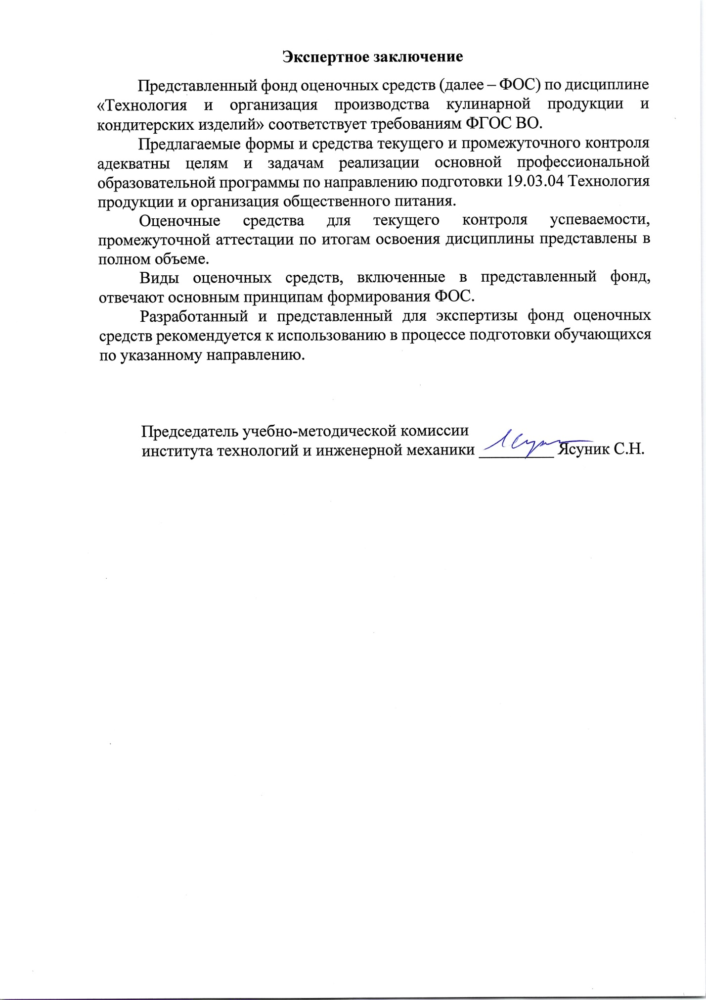 Экспертное заключение
Представленный фонд оценочных средств (далее – ФОС) по дисциплине
«Технология и организация производства кулинарной продукции и
кондитерских изделий» соответствует требованиям ФГОС ВО.
Предлагаемые формы и средства текущего и промежуточного контроля
адекватны целям и задачам реализации основной профессиональной
образовательной программы по направлению подготовки 19.03.04 Технология
продукции и организация общественного питания.
Оценочные средства для текущего контроля успеваемости,
промежуточной аттестации по итогам освоения дисциплины представлены в
полном объеме.
Виды оценочных средств, включенные в представленный фонд,
отвечают основным принципам формирования ФОС.
Разработанный и представленный для экспертизы фонд оценочных
средств рекомендуется к использованию в процессе подготовки обучающихся
по указанному направлению.
Председатель учебно-методической комиссии
института технологий и инженерной механики _________ Ясуник С.Н.